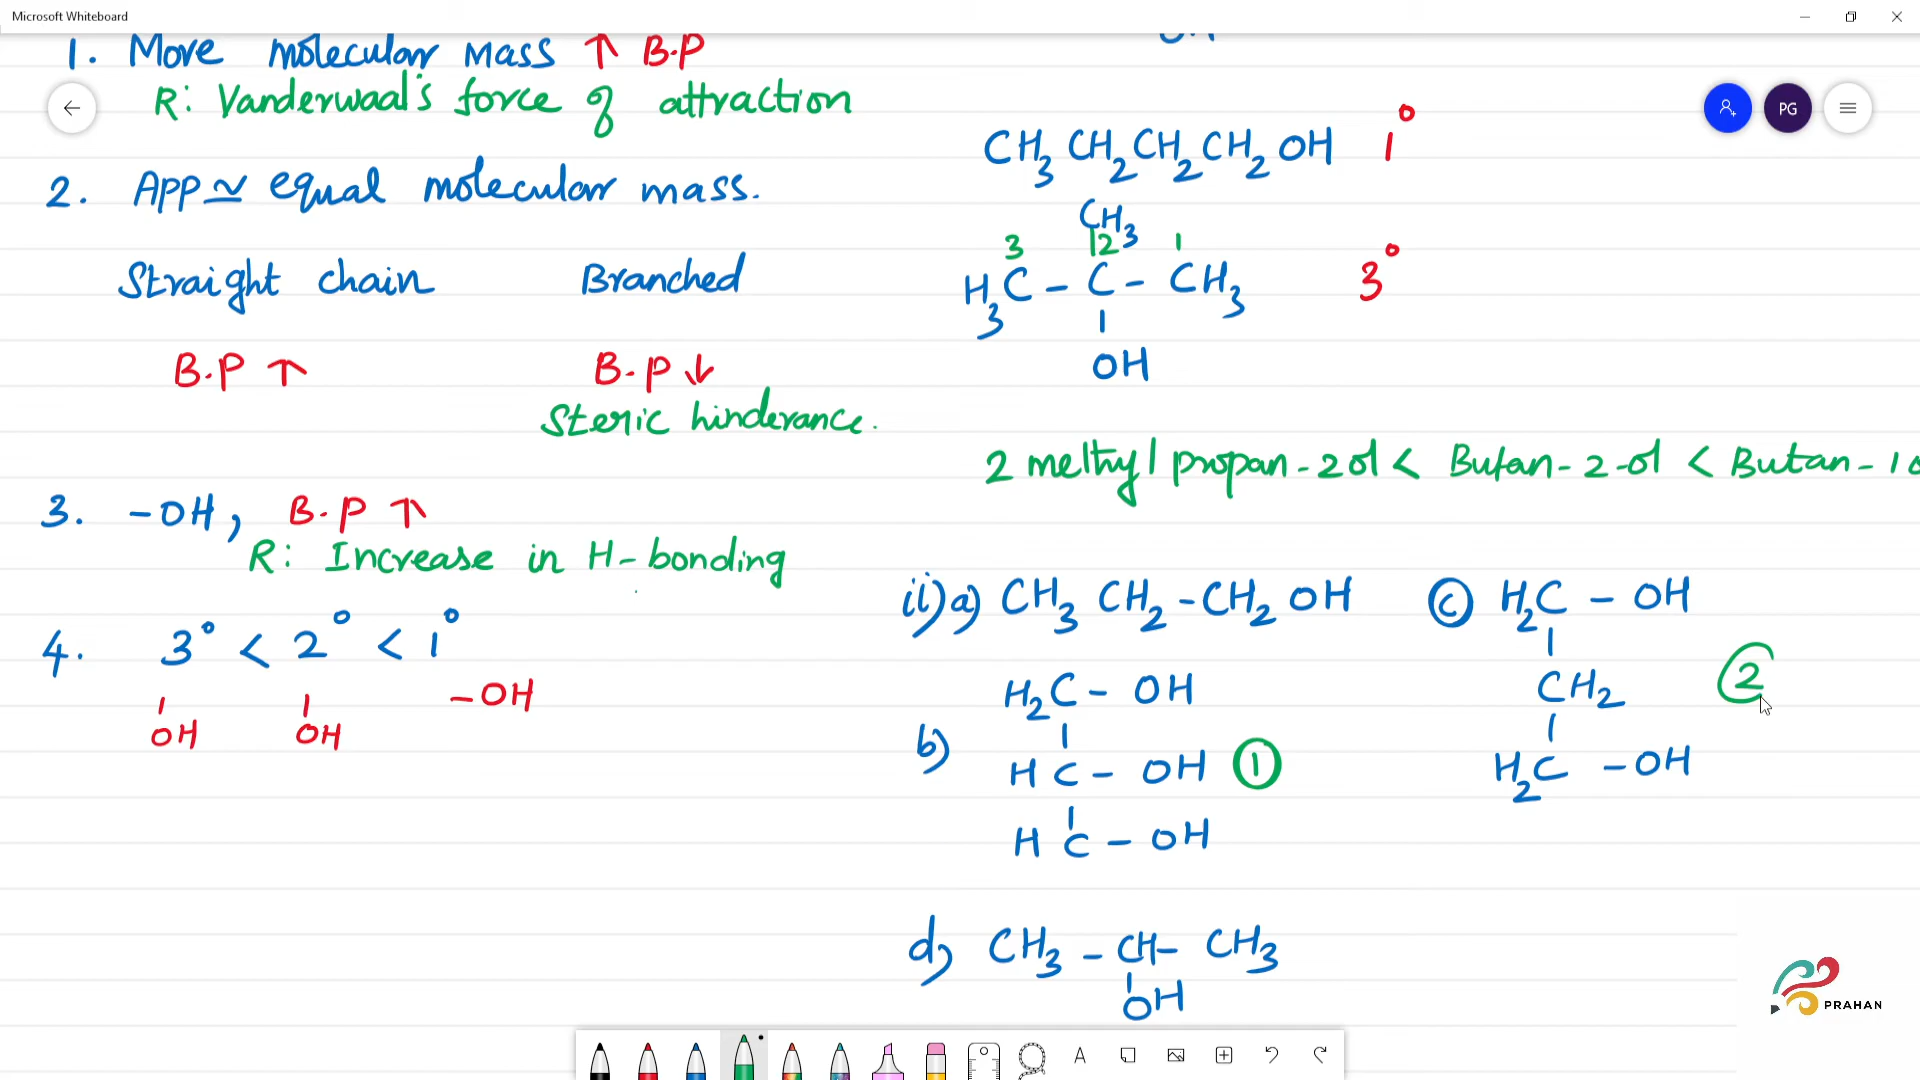 Microsoft Whiteboard
1. More molecular mass ↑ B.P
R: Vanderwaal's force of attraction
2. App ≃ equal molecular mass.
Straight chain Branched
B.P ↑ B.P ↓
Steric hinderance.
3. -OH, B.P ↑
R: Increase in H-bonding
4. 3° < 2° < 1°
OH OH -OH
PG
CH3 CH2 CH2 CH2 OH 1°
CH3
3 2 1
H3C - C - CH3 3°
OH
2 methyl propan-2ol < Butan-2-ol < Butan-1o
ii) a) CH3 CH2-CH2 OH
H2C - OH
b) HC - OH 1
HC - OH
c H2C - OH
CH2 2
H2C - OH
d) CH3 - CH- CH3
OH
PRAHAN